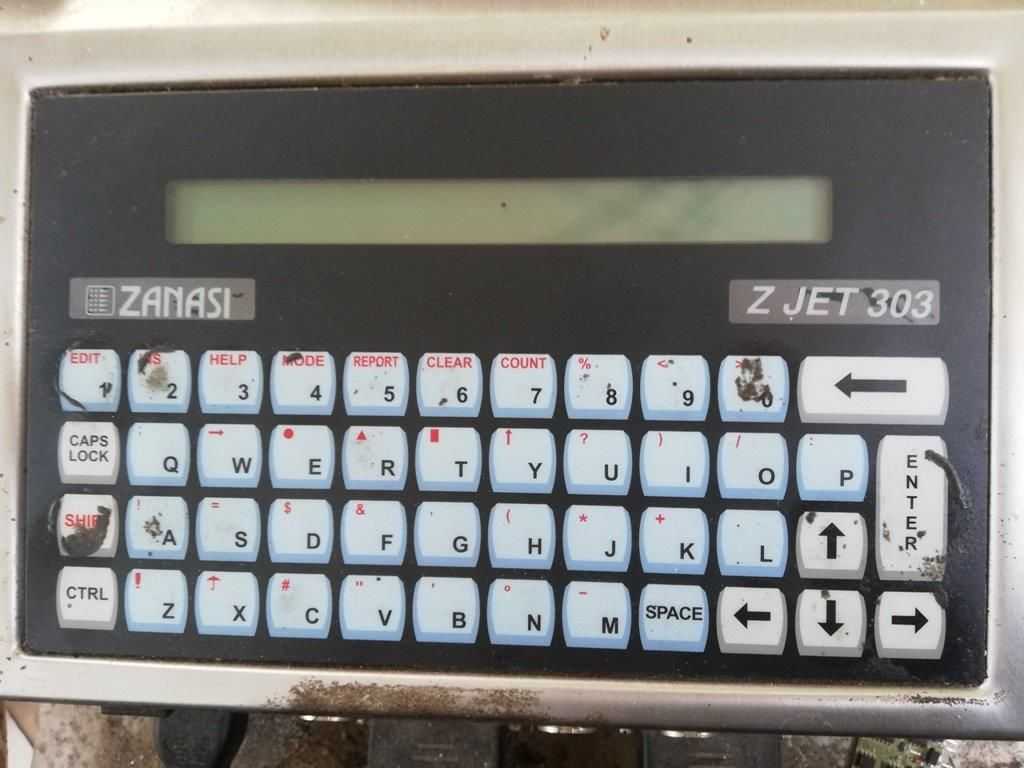 ZANASI
Z JET 303
EDIT HELP MODE REPORT CLEAR COUNT % <
1 2 3 4 5 6 7 8 9 ←
CAPS LOCK Q → W ● E ▲ R ■ T ↑ Y ? U ) I / O : P
ENTER
! A = S $ D & F G ( H * J + K L ↑
CTRL ! Z ☂ X # C " V ' B ° N – M SPACE ← ↓ →